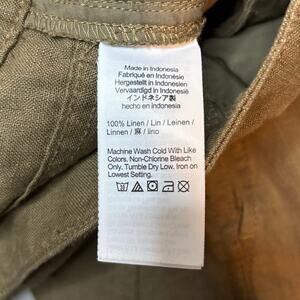 Made in Indonesia
Fabriqué en Indonésie
Hergestellt in Indonesien
Vervaardigd in Indonesië
インドネシア製
hecho en Indonesia
100% Linen / Lin / Leinen /
Linnen / 麻 / lino
Machine Wash Cold With Like
Colors. Non-Chlorine Bleach
Only. Tumble Dry Low. Iron on
Lowest Setting.